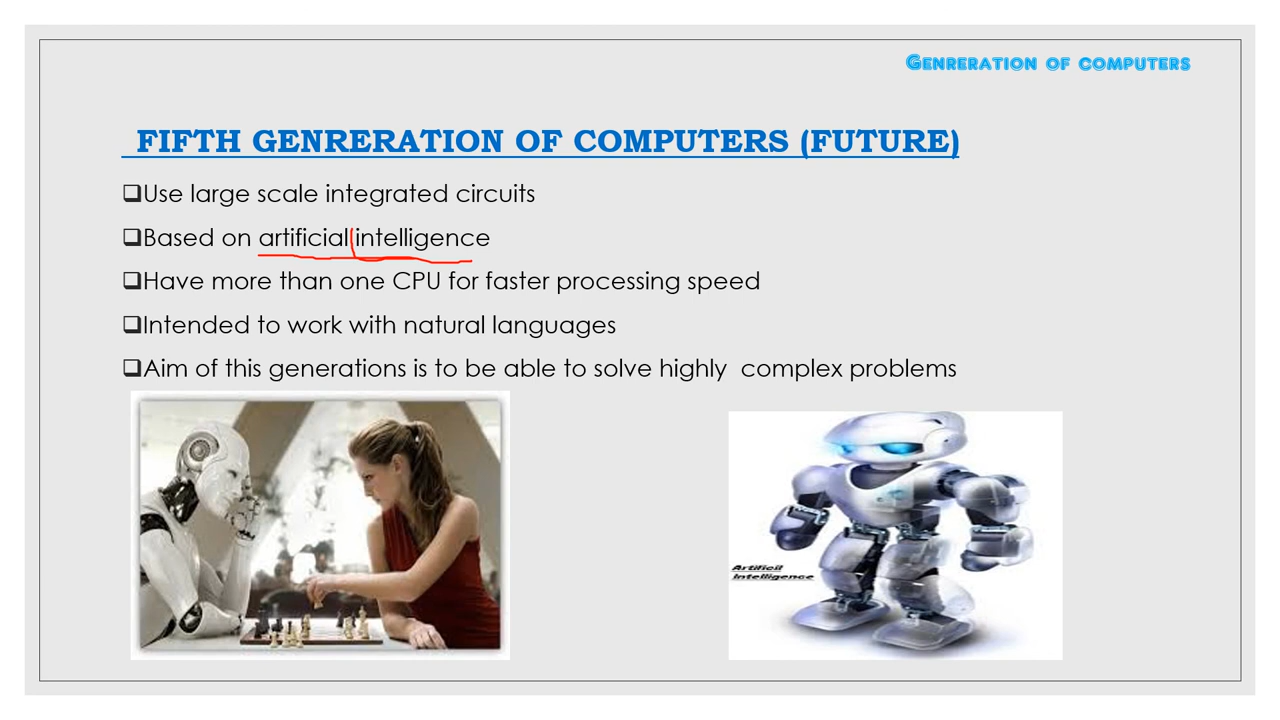 Genreration of computers
FIFTH GENRERATION OF COMPUTERS (FUTURE)
❑Use large scale integrated circuits
❑Based on artificial intelligence
❑Have more than one CPU for faster processing speed
❑Intended to work with natural languages
❑Aim of this generations is to be able to solve highly  complex problems
Artificil
Intelligence